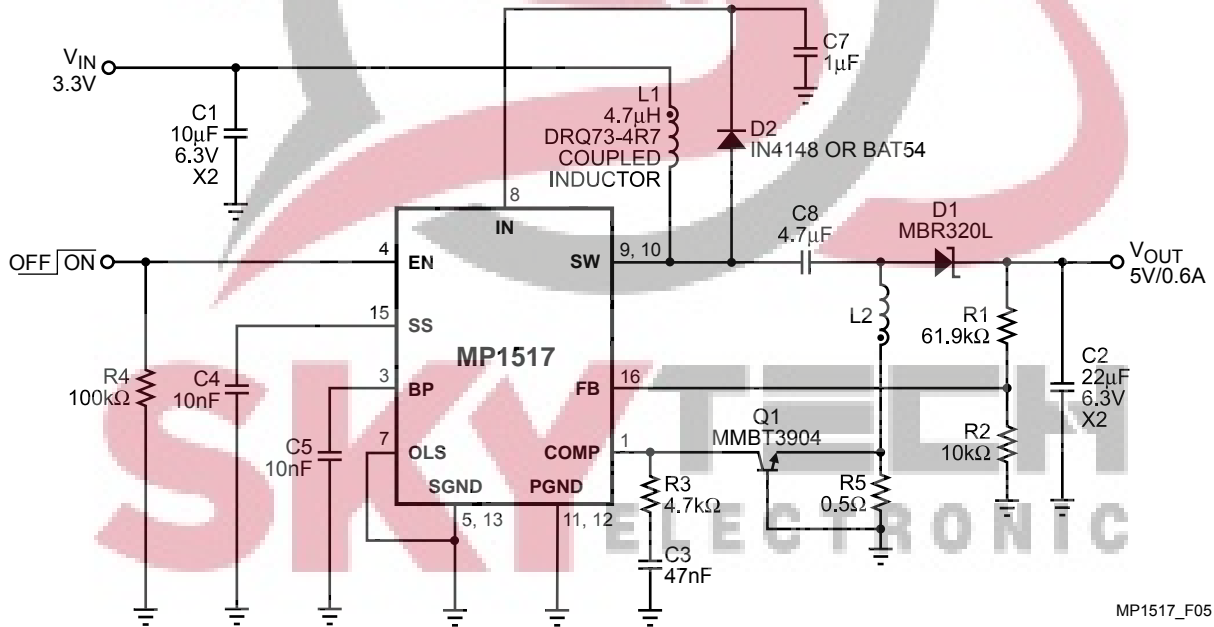 C7
1μF
VIN
3.3V
L1
4.7μH
DRQ73-4R7
COUPLED
INDUCTOR
C1
10μF
6.3V
X2
D2
IN4148 OR BAT54
8
IN
C8
4.7μF
D1
MBR320L
OFF ON
4
EN
SW
9, 10
VOUT
5V/0.6A
15
SS
L2
R1
61.9kΩ
MP1517
R4
100kΩ
C4
10nF
3
BP
FB
16
C2
22μF
6.3V
X2
SKYTECH
ELECTRONIC
Q1
MMBT3904
R2
10kΩ
C5
10nF
7
OLS
COMP
1
SGND
PGND
R3
4.7kΩ
R5
0.5Ω
5, 13
11, 12
C3
47nF
MP1517_F05